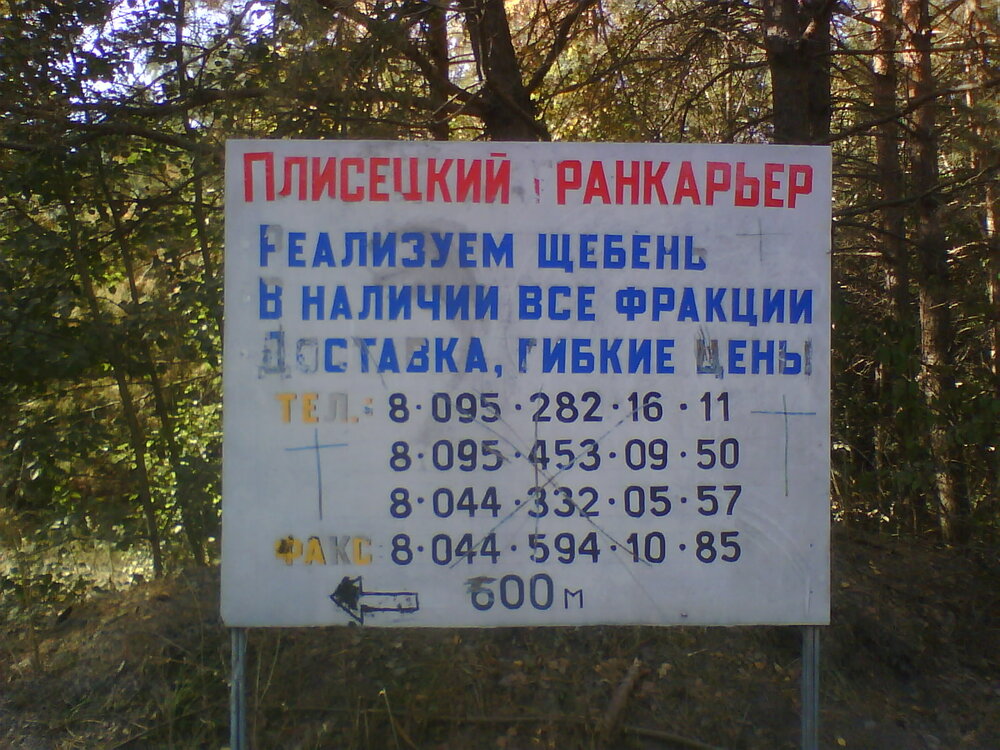 ПЛИСЕЦКИЙ ГРАНКАРЬЕР
РЕАЛИЗУЕМ ЩЕБЕНЬ
В НАЛИЧИИ ВСЕ ФРАКЦИИ
ДОСТАВКА, ГИБКИЕ ЦЕНЫ
ТЕЛ.: 8·095·282·16·11
8·095·453·09·50
8·044·332·05·57
ФАКС 8·044·594·10·85
600 м